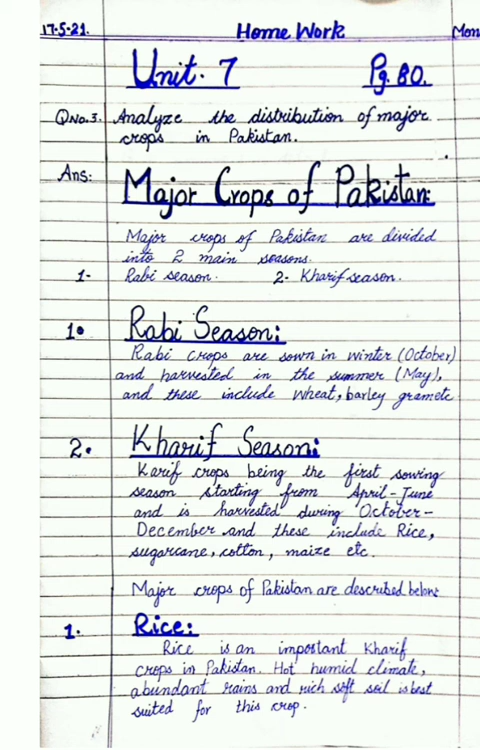 17-5-21. Home Work Mon
Unit. 7 Pg. 80.
QNo.3. Analyze the distribution of major
crops in Pakistan.
Ans: Major Crops of Pakistan:
Major crops of Pakistan are divided
into 2 main seasons.
1- Rabi season. 2- Kharif season.
1. Rabi Season:
Rabi crops are sown in winter (October)
and harvested in the summer (May),
and these include wheat, barley gram etc
2. Kharif Season:
Karif crops being the first sowing
season starting from April-June
and is harvested during October-
December and these include Rice,
sugarcane, cotton, maize etc.
Major crops of Pakistan are described below:
1. Rice:
Rice is an important Kharif
crops in Pakistan. Hot humid climate,
abundant rains and rich soft soil is best
suited for this crop.